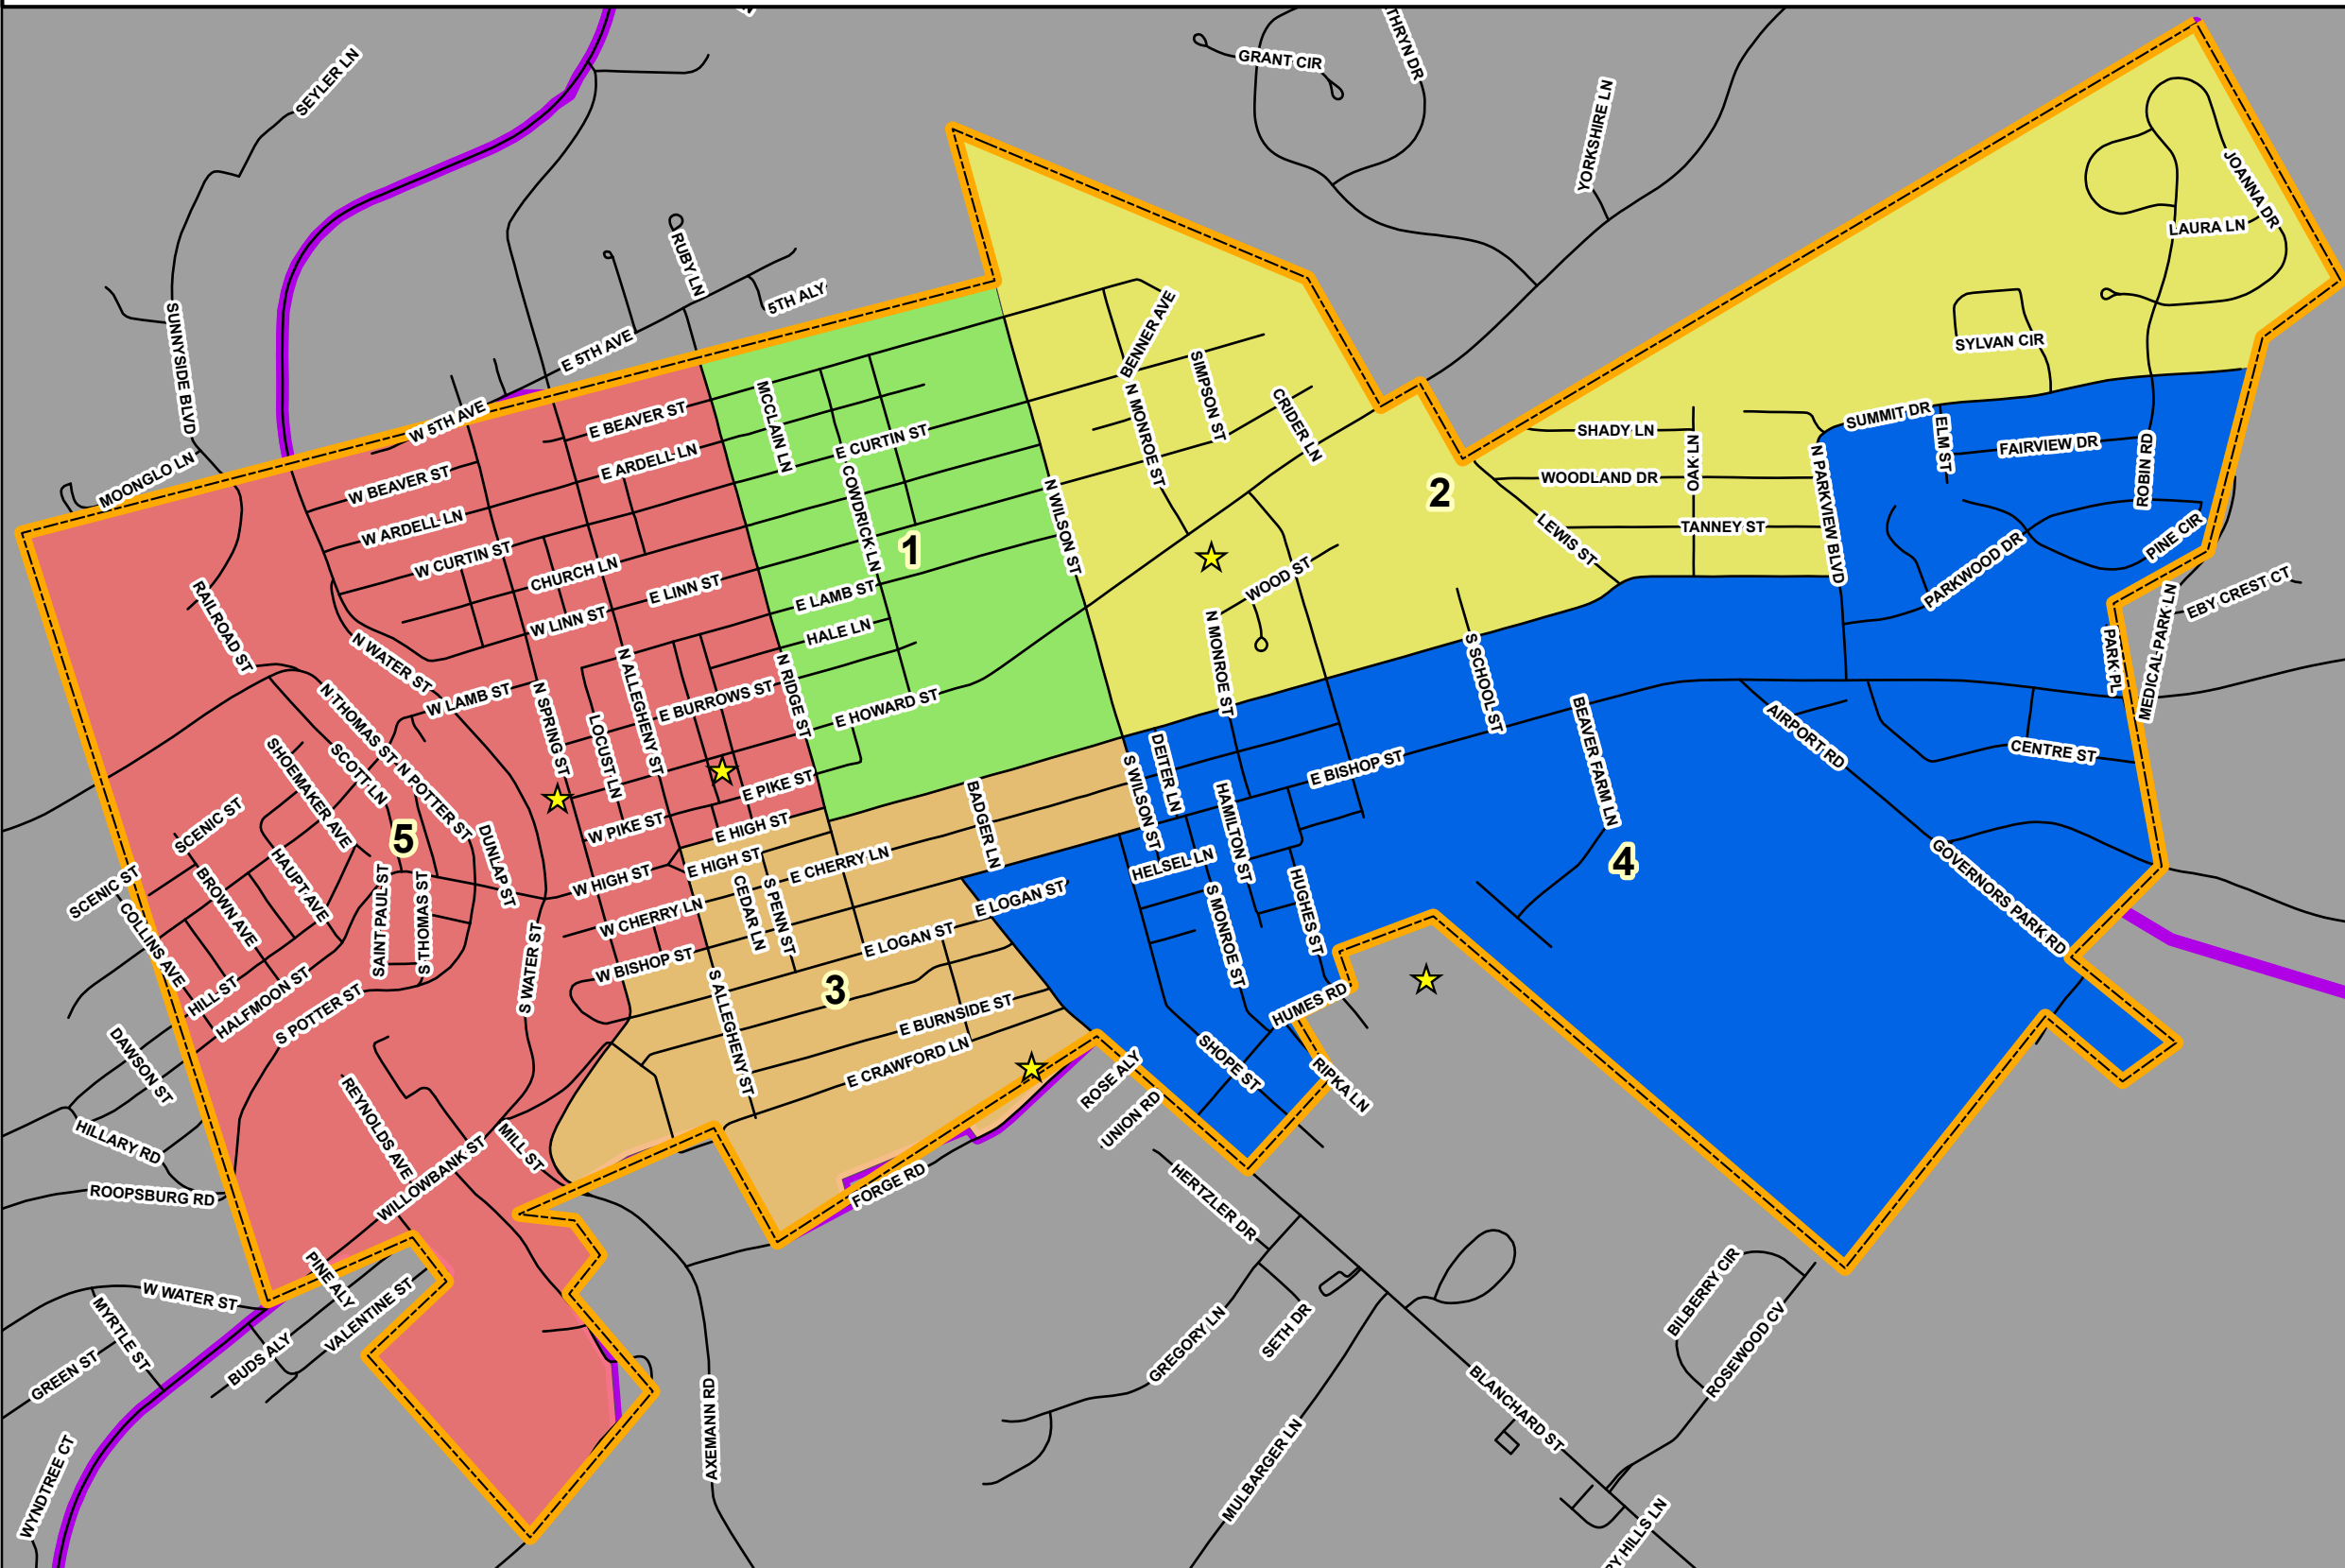 SEYLER LN
GRANT CIR
THRYN DR
YORKSHIRE LN
JOANNA DR
LAURA LN
RUBY LN
5TH ALY
SUNNYSIDE BLVD
E 5TH AVE
BENNER AVE
SIMPSON ST
SYLVAN CIR
W 5TH AVE
E BEAVER ST
MCCLAIN LN
N MONROE ST
CRIDER LN
SHADY LN
SUMMIT DR
ELM ST
FAIRVIEW DR
E CURTIN ST
E ARDELL LN
MOONGLO LN
W BEAVER ST
OAK LN
WOODLAND DR
N PARKVIEW BLVD
ROBIN RD
2
COWDRICK LN
N WILSON ST
W ARDELL LN
TANNEY ST
LEWIS ST
PINE CIR
1
W CURTIN ST
CHURCH LN
PARKWOOD DR
EBY CREST CT
WOOD ST
E LINN ST
E LAMB ST
RAILROAD ST
W LINN ST
HALE LN
MEDICAL PARK LN
PARK PL
N WATER ST
N MONROE ST
S SCHOOL ST
N ALLEGHENY ST
N RIDGE ST
W LAMB ST
E BURROWS ST
E HOWARD ST
N THOMAS ST
N SPRING ST
BEAVER FARM LN
AIRPORT RD
CENTRE ST
SHOEMAKER AVE
SCOTT LN
LOCUST LN
DEITER LN
E BISHOP ST
N POTTER ST
E PIKE ST
S WILSON ST
SCENIC ST
W PIKE ST
E HIGH ST
BADGER LN
HAMILTON ST
5
DUNLAP ST
E HIGH ST
E CHERRY LN
HELSEL LN
4
SCENIC ST
HAUPT AVE
W HIGH ST
BROWN AVE
GOVERNORS PARK RD
COLLINS AVE
SAINT PAUL ST
S THOMAS ST
W CHERRY LN
CEDAR LN
S PENN ST
E LOGAN ST
S MONROE ST
HUGHES ST
E LOGAN ST
S WATER ST
W BISHOP ST
HILL ST
HALFMOON ST
S POTTER ST
S ALLEGHENY ST
3
E BURNSIDE ST
HUMES RD
E CRAWFORD LN
DAWSON ST
SHOPE ST
ROSE ALY
RIPKA LN
REYNOLDS AVE
UNION RD
HILLARY RD
MILL ST
WILLOWBANK ST
ROOPSBURG RD
FORGE RD
HERTZLER DR
PINE ALY
W WATER ST
VALENTINE ST
BILBERRY CIR
MYRTLE ST
BUDS ALY
GREEN ST
GREGORY LN
SETH DR
ROSEWOOD CV
AXEMANN RD
BLANCHARD ST
MULBARGER LN
WYNDTREE CT
RY HILLS LN